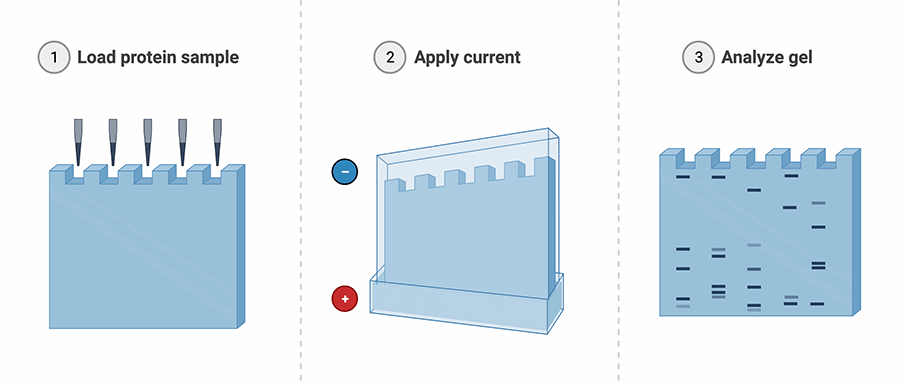 1 Load protein sample
2 Apply current
3 Analyze gel
−
+